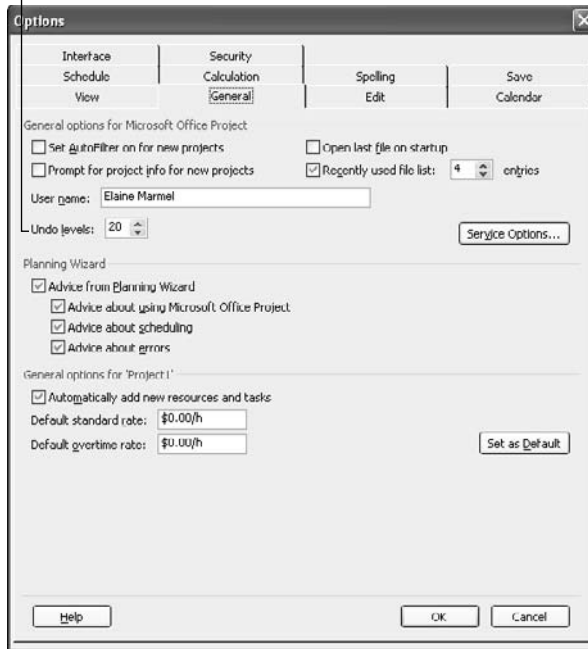 Options
Interface Security
Schedule Calculation Spelling Save
View General Edit Calendar
General options for Microsoft Office Project
Set AutoFilter on for new projects Open last file on startup
Prompt for project info for new projects Recently used file list: 4 entries
User name: Elaine Marmel
Undo levels: 20 Service Options...
Planning Wizard
Advice from Planning Wizard
Advice about using Microsoft Office Project
Advice about scheduling
Advice about errors
General options for 'Project1'
Automatically add new resources and tasks
Default standard rate: $0.00/h
Default overtime rate: $0.00/h Set as Default
Help OK Cancel